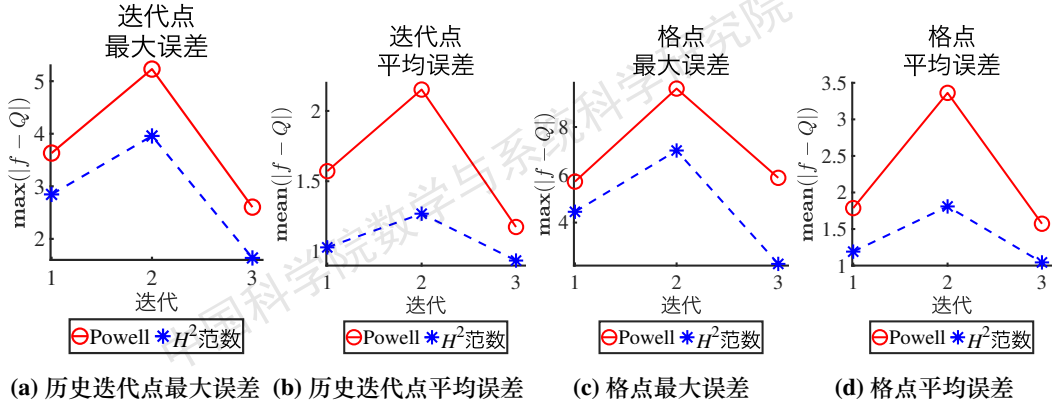 迭代点
最大误差
max(|f − Q|)
5
4
3
2
1 2 3
迭代
Powell H²范数
(a) 历史迭代点最大误差
迭代点
平均误差
mean(|f − Q|)
2
1.5
1
1 2 3
迭代
Powell H²范数
(b) 历史迭代点平均误差
格点
最大误差
max(|f − Q|)
8
6
4
1 2 3
迭代
Powell H²范数
(c) 格点最大误差
格点
平均误差
mean(|f − Q|)
3.5
3
2.5
2
1.5
1
1 2 3
迭代
Powell H²范数
(d) 格点平均误差
中国科学院数学与系统科学研究院